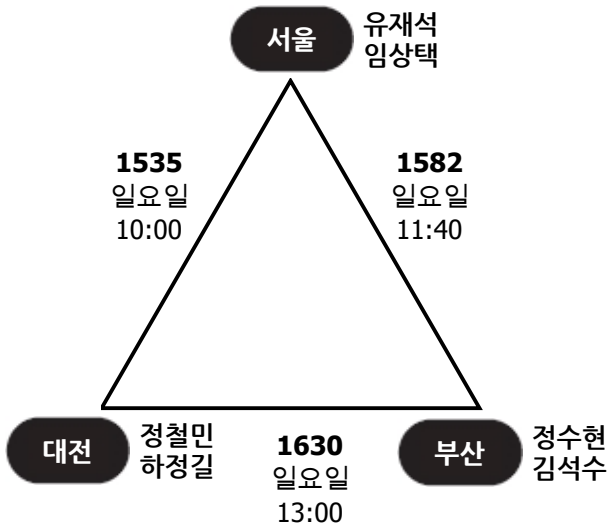 서울
유재석
임상택
1535
일요일
10:00
1582
일요일
11:40
대전
정철민
하정길
1630
일요일
13:00
부산
정수현
김석수